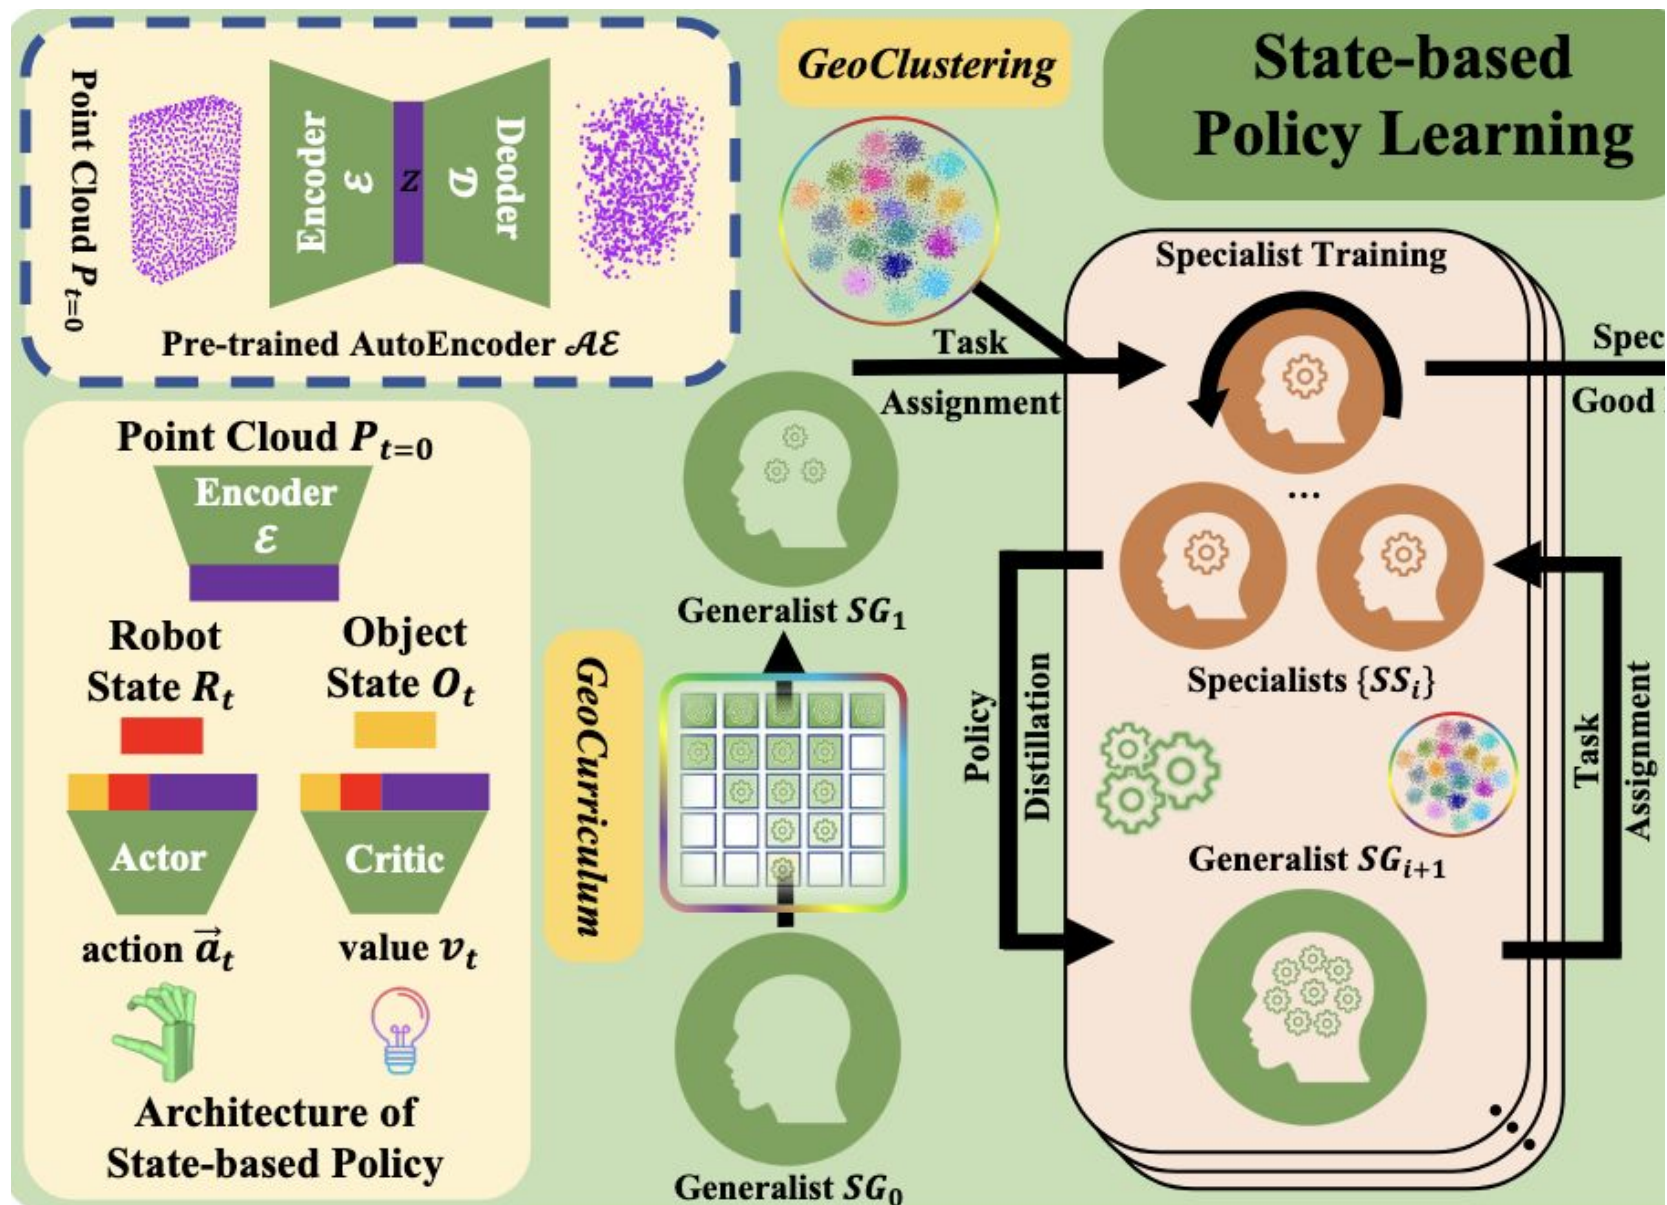 Point Cloud P_{t=0}
Encoder
ℰ
Z
Deoder
𝒟
Pre-trained AutoEncoder 𝒜ℰ
Point Cloud P_{t=0}
Encoder
ℰ
Robot
State R_t
Object
State O_t
Actor
Critic
action a⃗_t
value v_t
Architecture of
State-based Policy
GeoClustering
GeoCurriculum
Generalist SG_1
Generalist SG_0
Task
Assignment
State-based
Policy Learning
Specialist Training
...
Specialists {SS_i}
Policy
Distillation
Task
Assignment
Generalist SG_{i+1}
Spec
Good